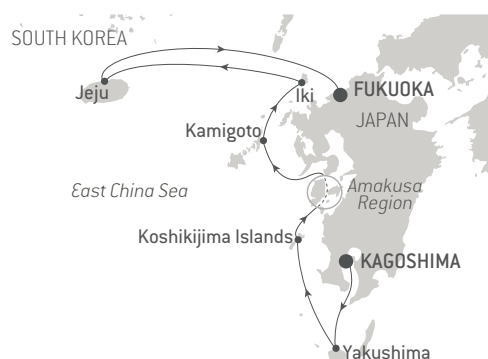 SOUTH KOREA
Jeju
Iki
FUKUOKA
JAPAN
Kamigoto
East China Sea
Amakusa
Region
Koshikijima Islands
KAGOSHIMA
Yakushima